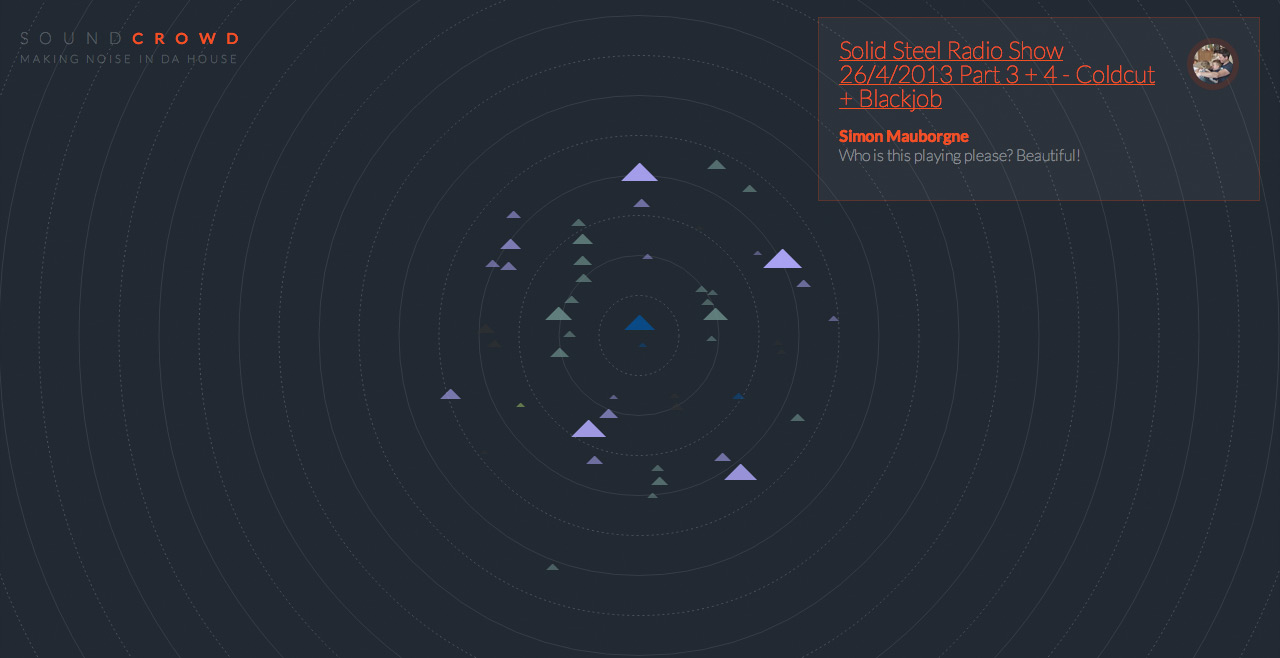 SOUNDCROWD
MAKING NOISE IN DA HOUSE
Solid Steel Radio Show
26/4/2013 Part 3 + 4 - Coldcut
+ Blackjob
Simon Mauborgne
Who is this playing please? Beautiful!